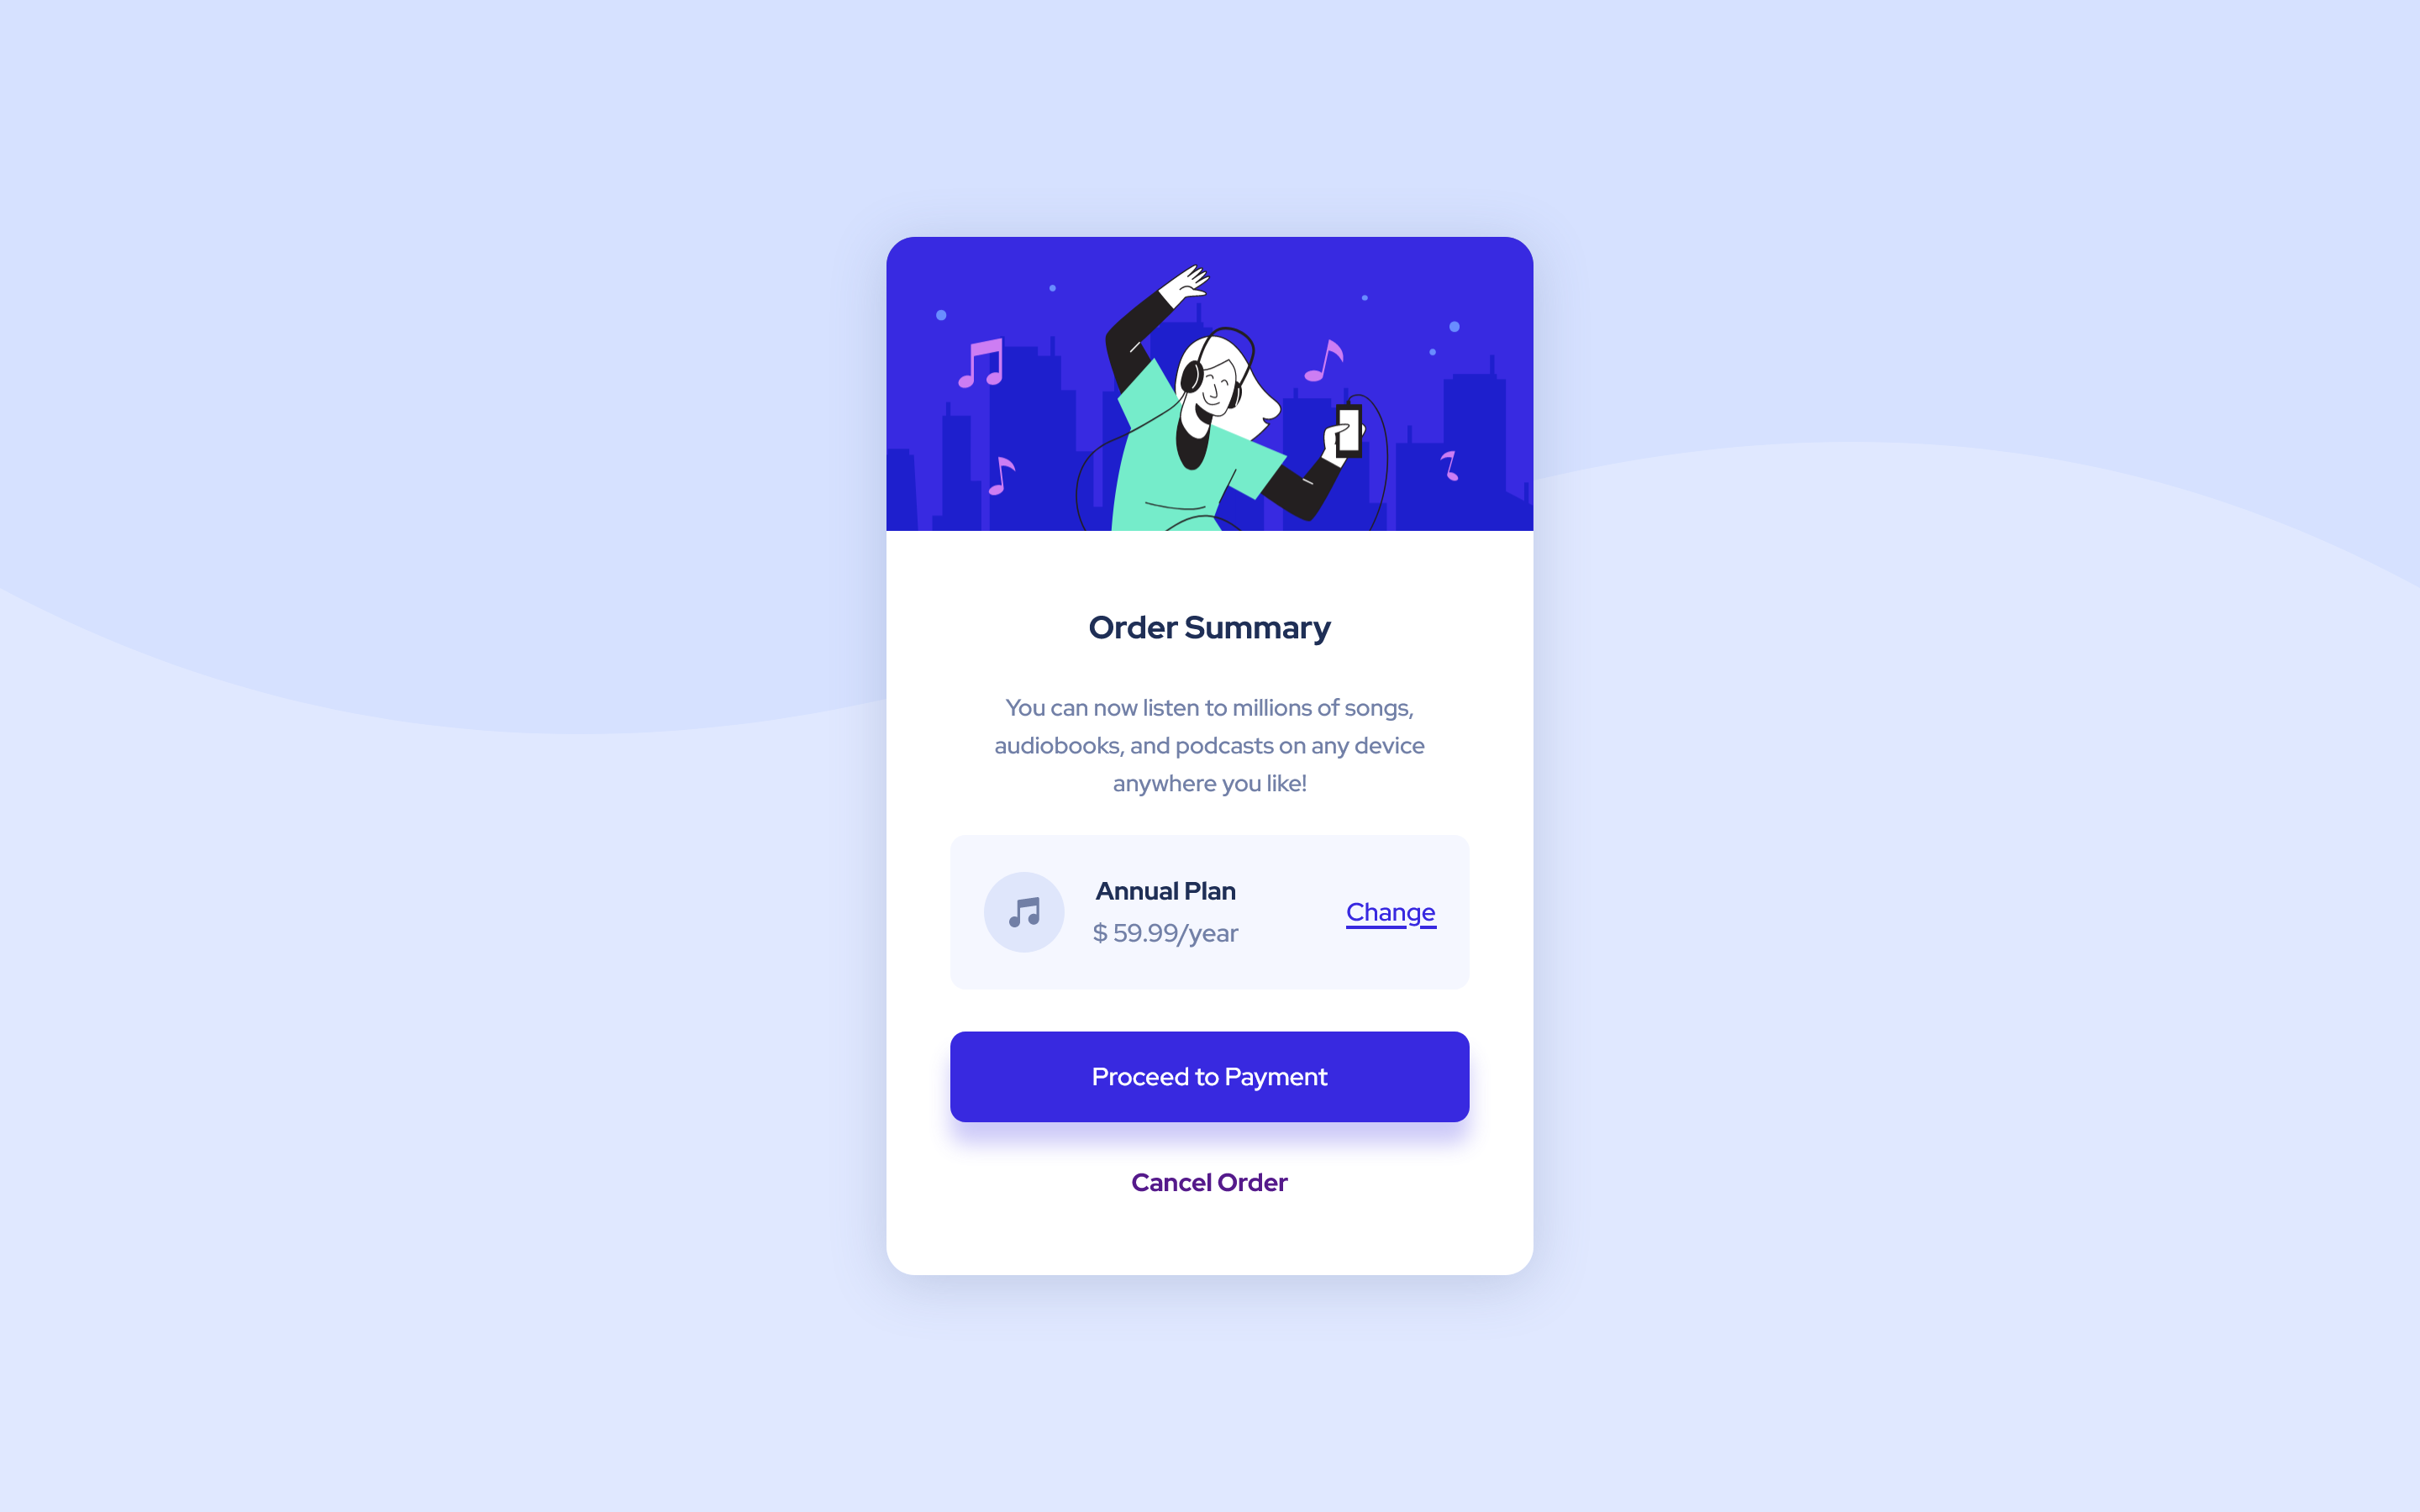 Order Summary
You can now listen to millions of songs,
audiobooks, and podcasts on any device
anywhere you like!
Annual Plan
$ 59.99/year
Change
Proceed to Payment
Cancel Order